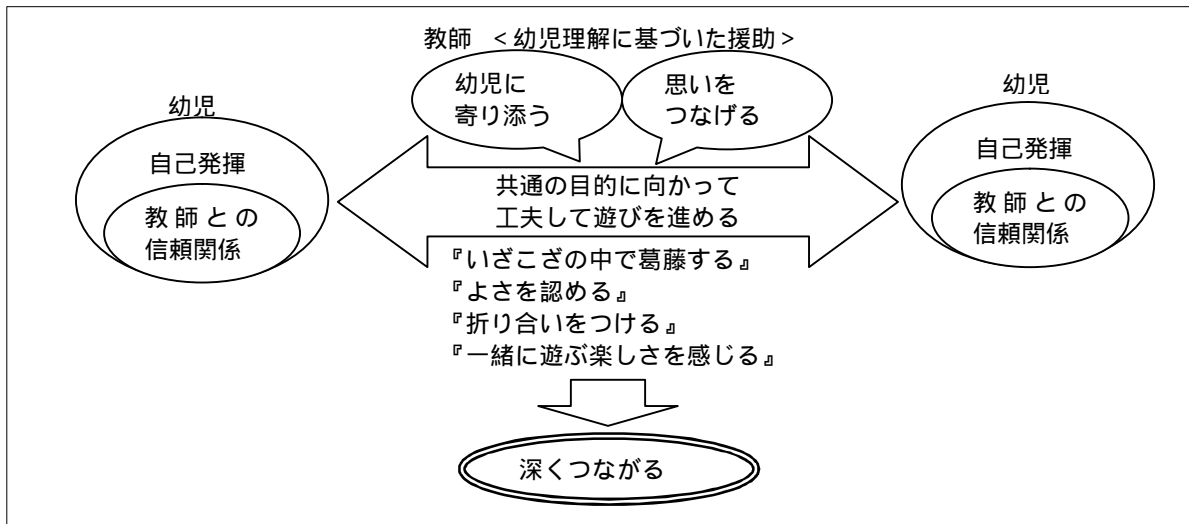 教師 <幼児理解に基づいた援助>
幼児に
寄り添う
思いを
つなげる
幼児
自己発揮
教師との
信頼関係
共通の目的に向かって
工夫して遊びを進める
幼児
自己発揮
教師との
信頼関係
『いざこざの中で葛藤する』
『よさを認める』
『折り合いをつける』
『一緒に遊ぶ楽しさを感じる』
深くつながる